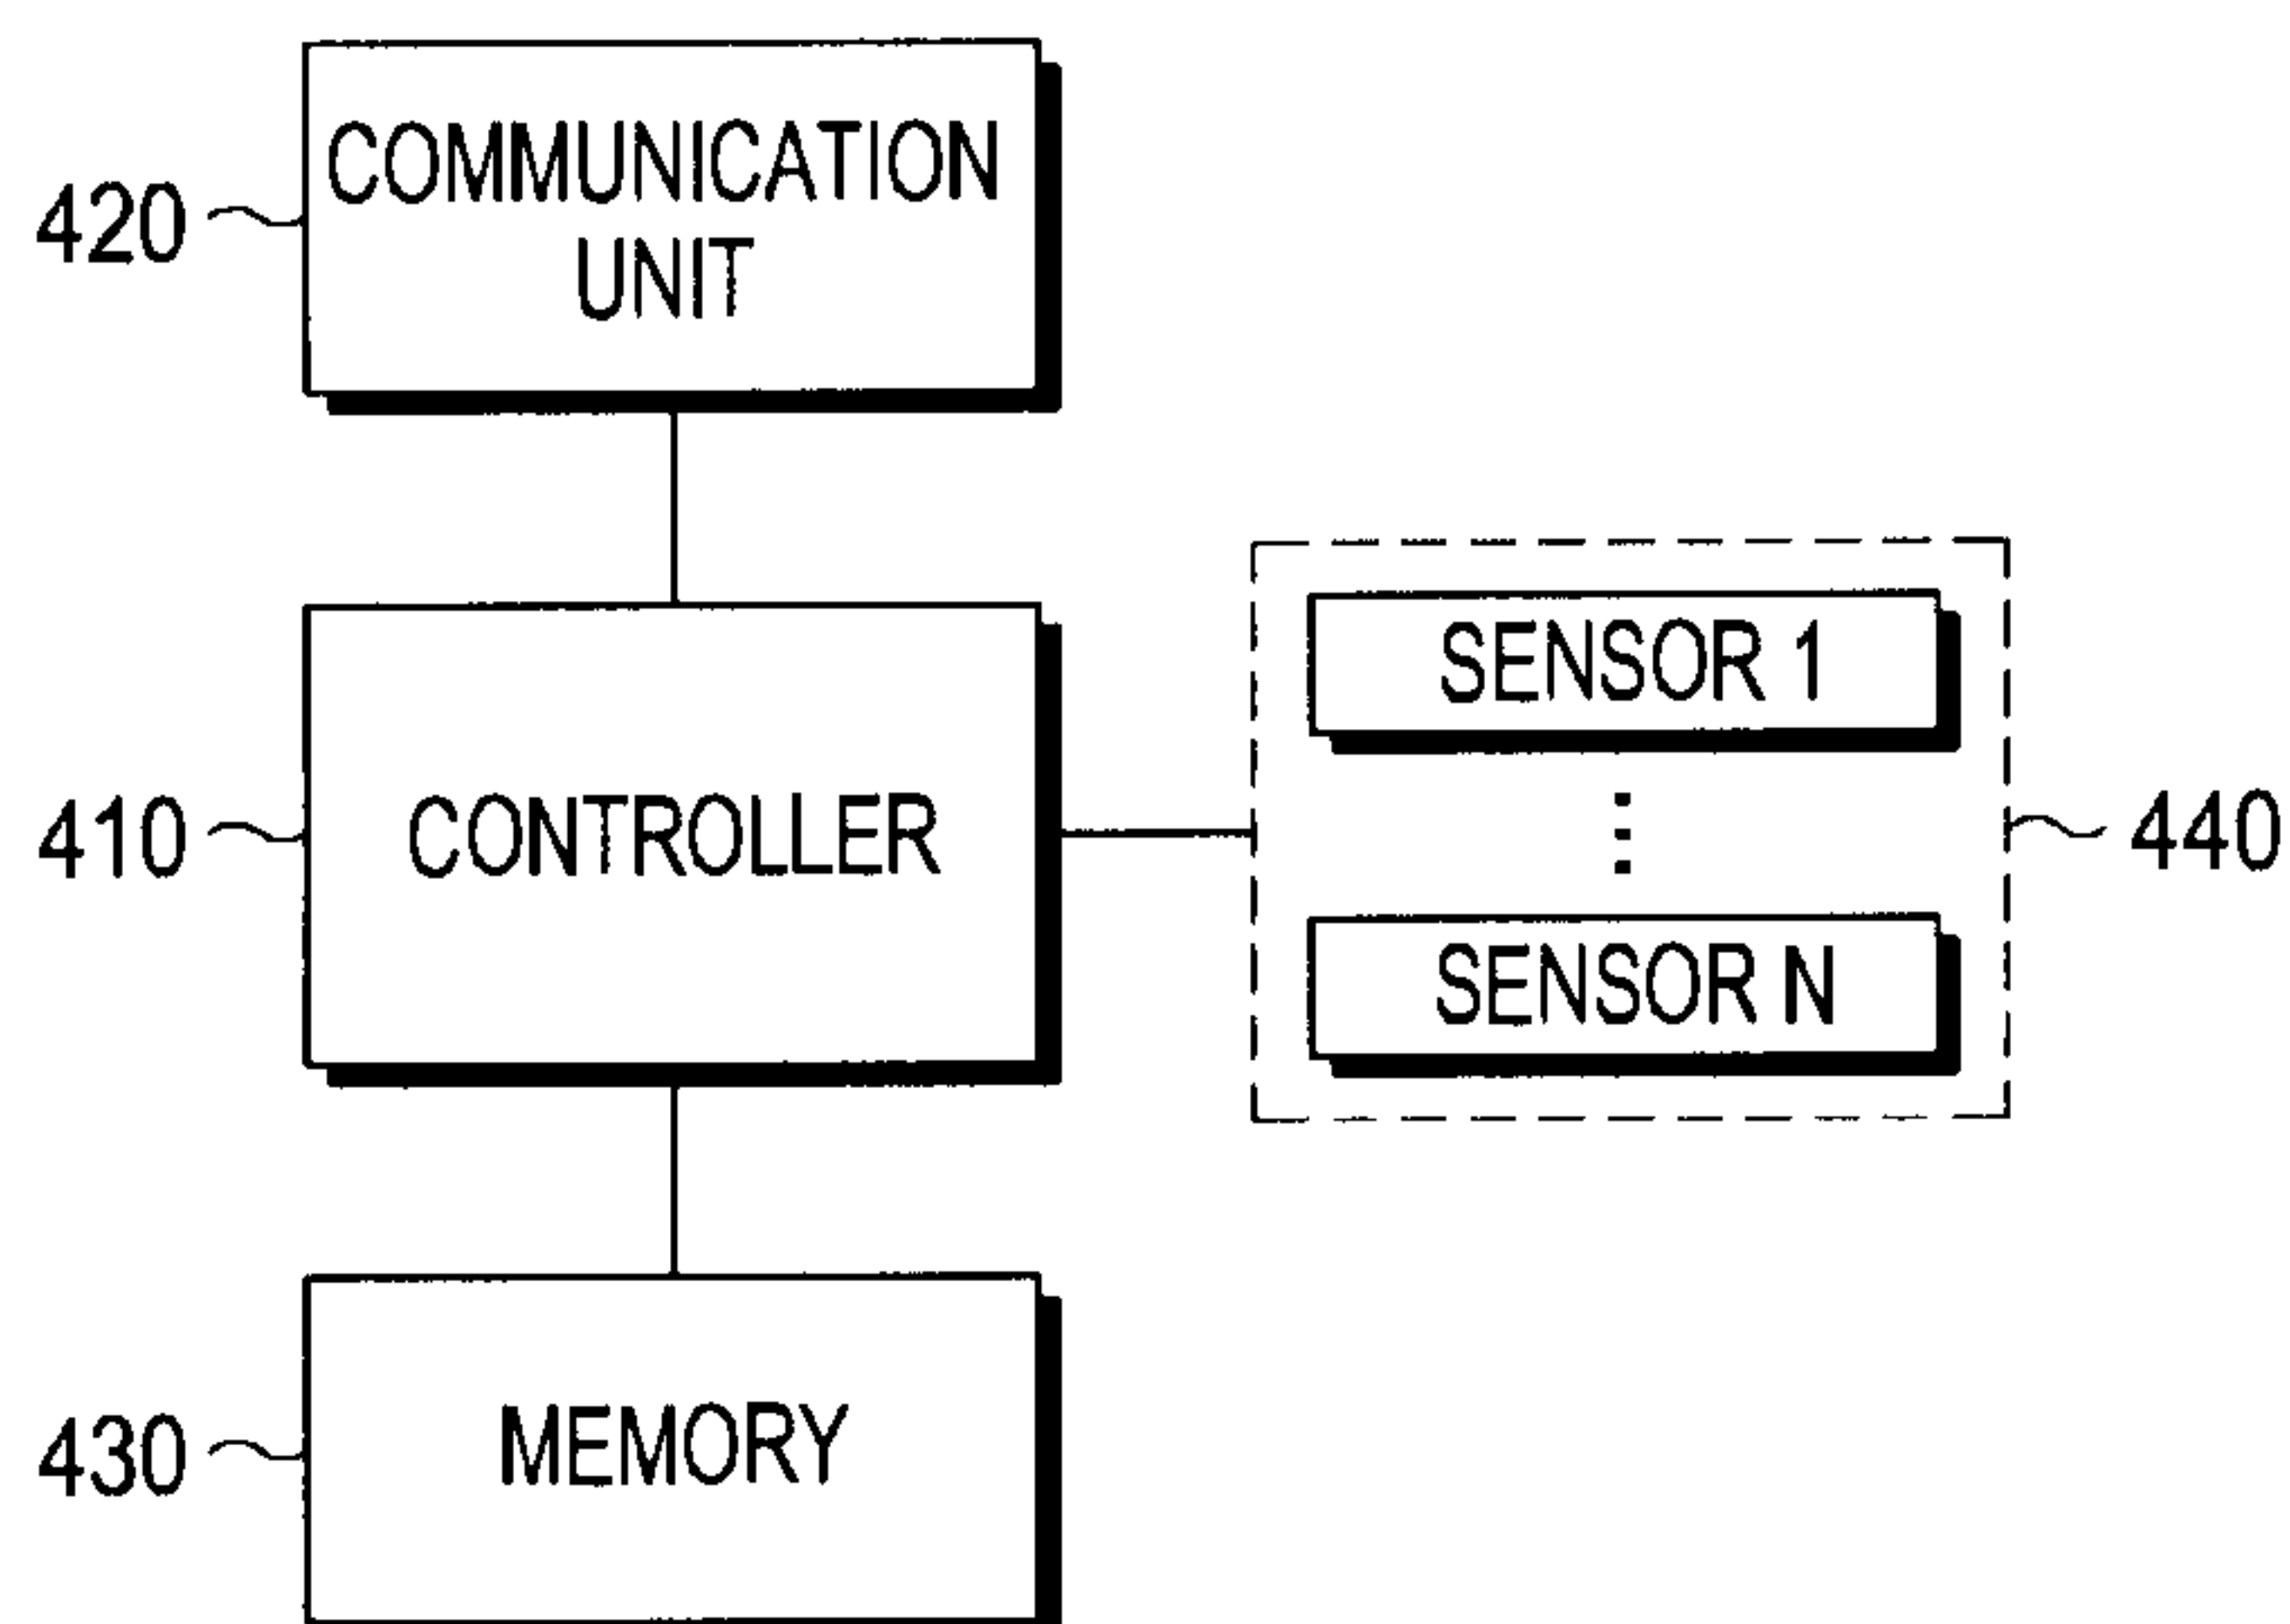 COMMUNICATION
UNIT
420
SENSOR 1
410
CONTROLLER
440
SENSOR N
430
MEMORY